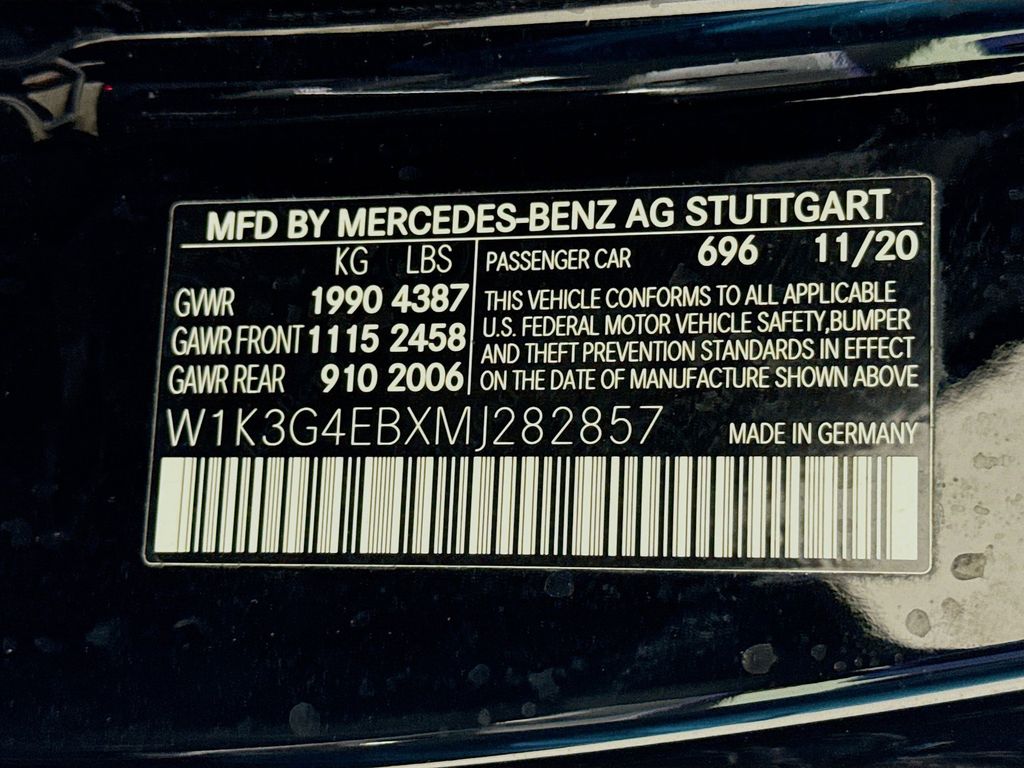 MFD BY MERCEDES-BENZ AG STUTTGART
KG LBS
GVWR 1990 4387
GAWR FRONT 1115 2458
GAWR REAR 910 2006
PASSENGER CAR 696 11/20
THIS VEHICLE CONFORMS TO ALL APPLICABLE
U.S. FEDERAL MOTOR VEHICLE SAFETY,BUMPER
AND THEFT PREVENTION STANDARDS IN EFFECT
ON THE DATE OF MANUFACTURE SHOWN ABOVE
W1K3G4EBXMJ282857 MADE IN GERMANY